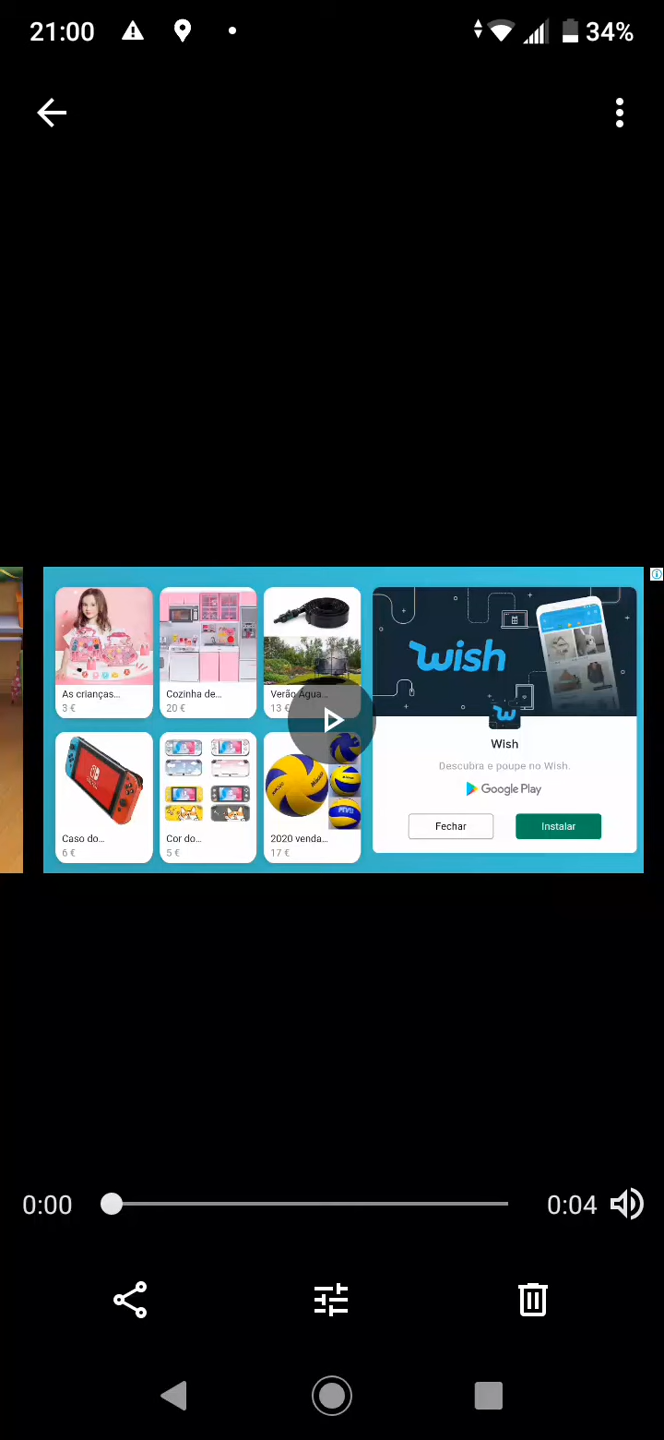 21:00
34%
As crianças...
3 €
Cozinha de...
20 €
Verão Água...
13 €
Caso do...
6 €
Cor do...
5 €
2020 venda...
17 €
wish
Wish
Descubra e poupe no Wish.
Google Play
Fechar
Instalar
0:00
0:04